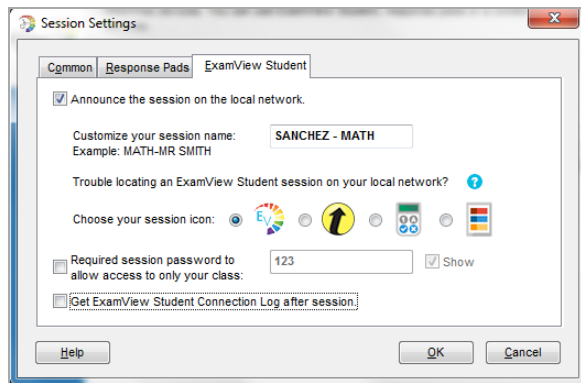 Session Settings
Common
Response Pads
ExamView Student
Announce the session on the local network.
Customize your session name:
SANCHEZ - MATH
Example: MATH-MR SMITH
Trouble locating an ExamView Student session on your local network? ?
Choose your session icon:
EV
Required session password to
allow access to only your class:
123
Show
Get ExamView Student Connection Log after session.
Help
OK
Cancel